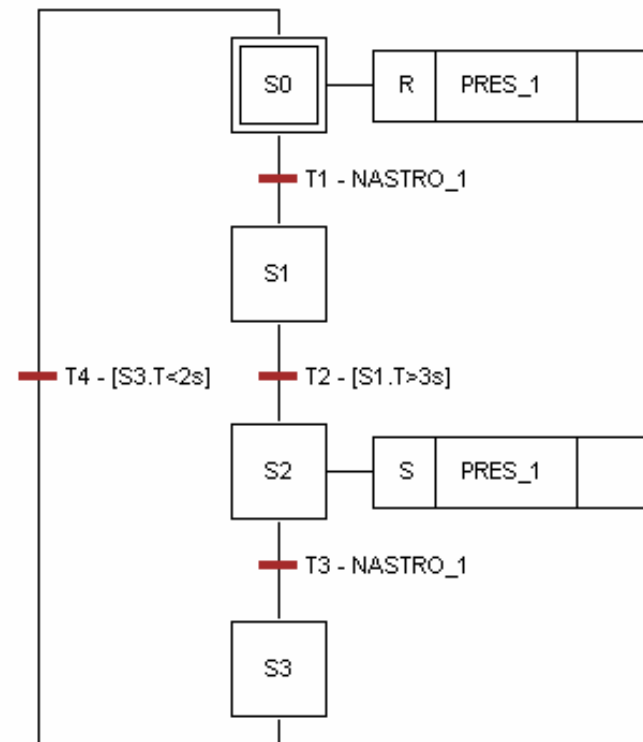 S0
R PRES_1
T1 - NASTRO_1
S1
T4 - [S3.T<2s]
T2 - [S1.T>3s]
S2
S PRES_1
T3 - NASTRO_1
S3